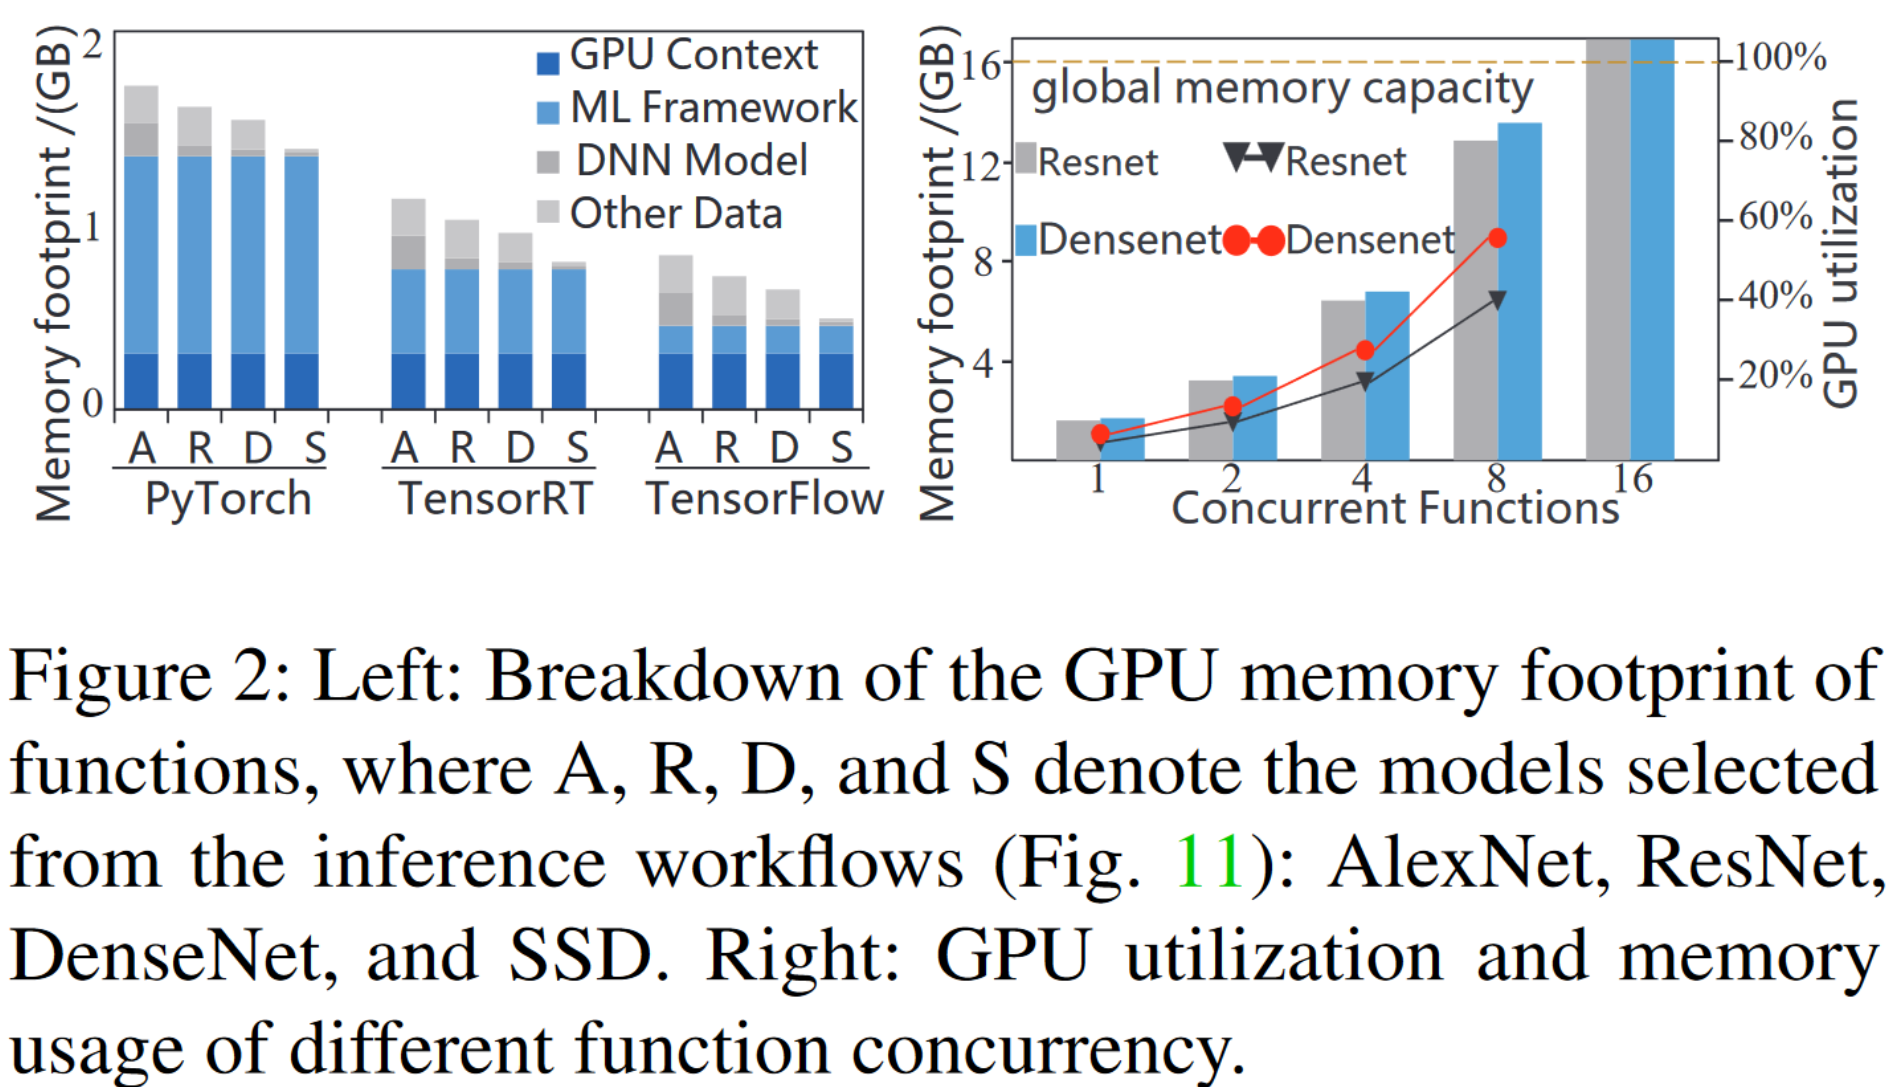 Memory footprint /(GB)
2
1
0
GPU Context
ML Framework
DNN Model
Other Data
A R D S
A R D S
A R D S
PyTorch
TensorRT
TensorFlow
Memory footprint /(GB)
16
12
8
4
global memory capacity
Resnet
Resnet
Densenet
Densenet
100%
80%
60%
40%
20%
GPU utilization
1 2 4 8 16
Concurrent Functions
Figure 2: Left: Breakdown of the GPU memory footprint of
functions, where A, R, D, and S denote the models selected
from the inference workflows (Fig. 11): AlexNet, ResNet,
DenseNet, and SSD. Right: GPU utilization and memory
usage of different function concurrency.